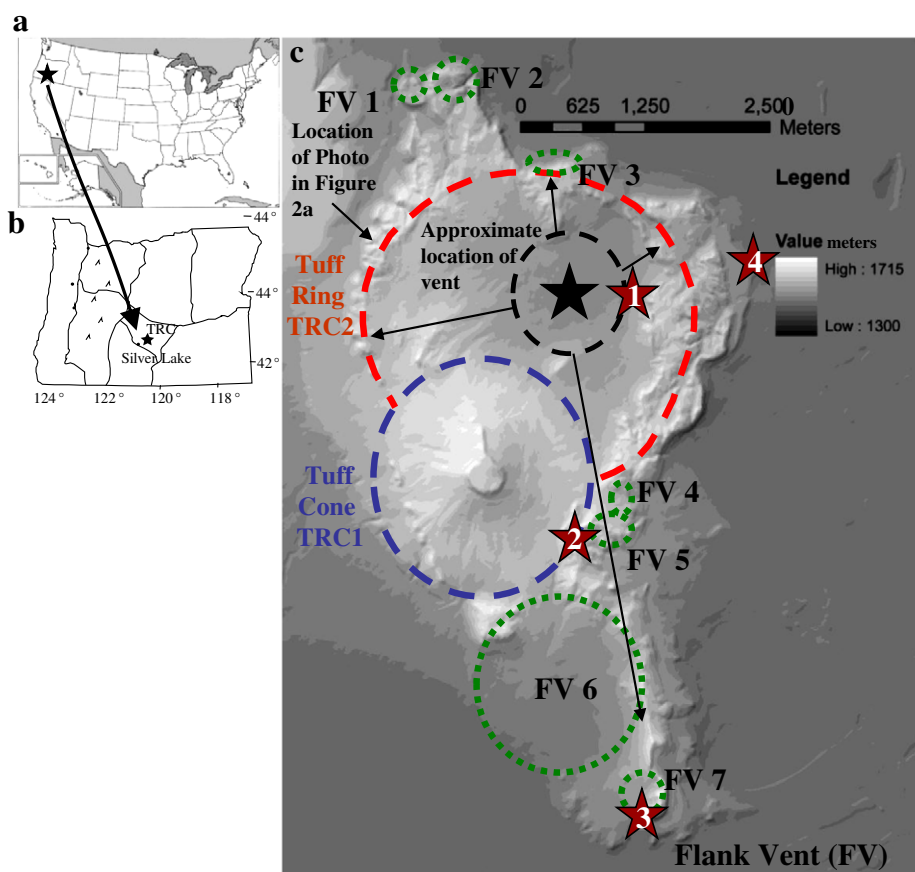 a
b
44°
44°
42°
TRC
Silver Lake
124°
122°
120°
118°
c
FV 1
FV 2
0
625
1,250
2,500
Meters
Location
of Photo
in Figure
2a
FV 3
Legend
Approximate
location of
vent
Value meters
High : 1715
Low : 1300
4
1
Tuff
Ring
TRC2
Tuff
Cone
TRC1
FV 4
2
FV 5
FV 6
FV 7
3
Flank Vent (FV)